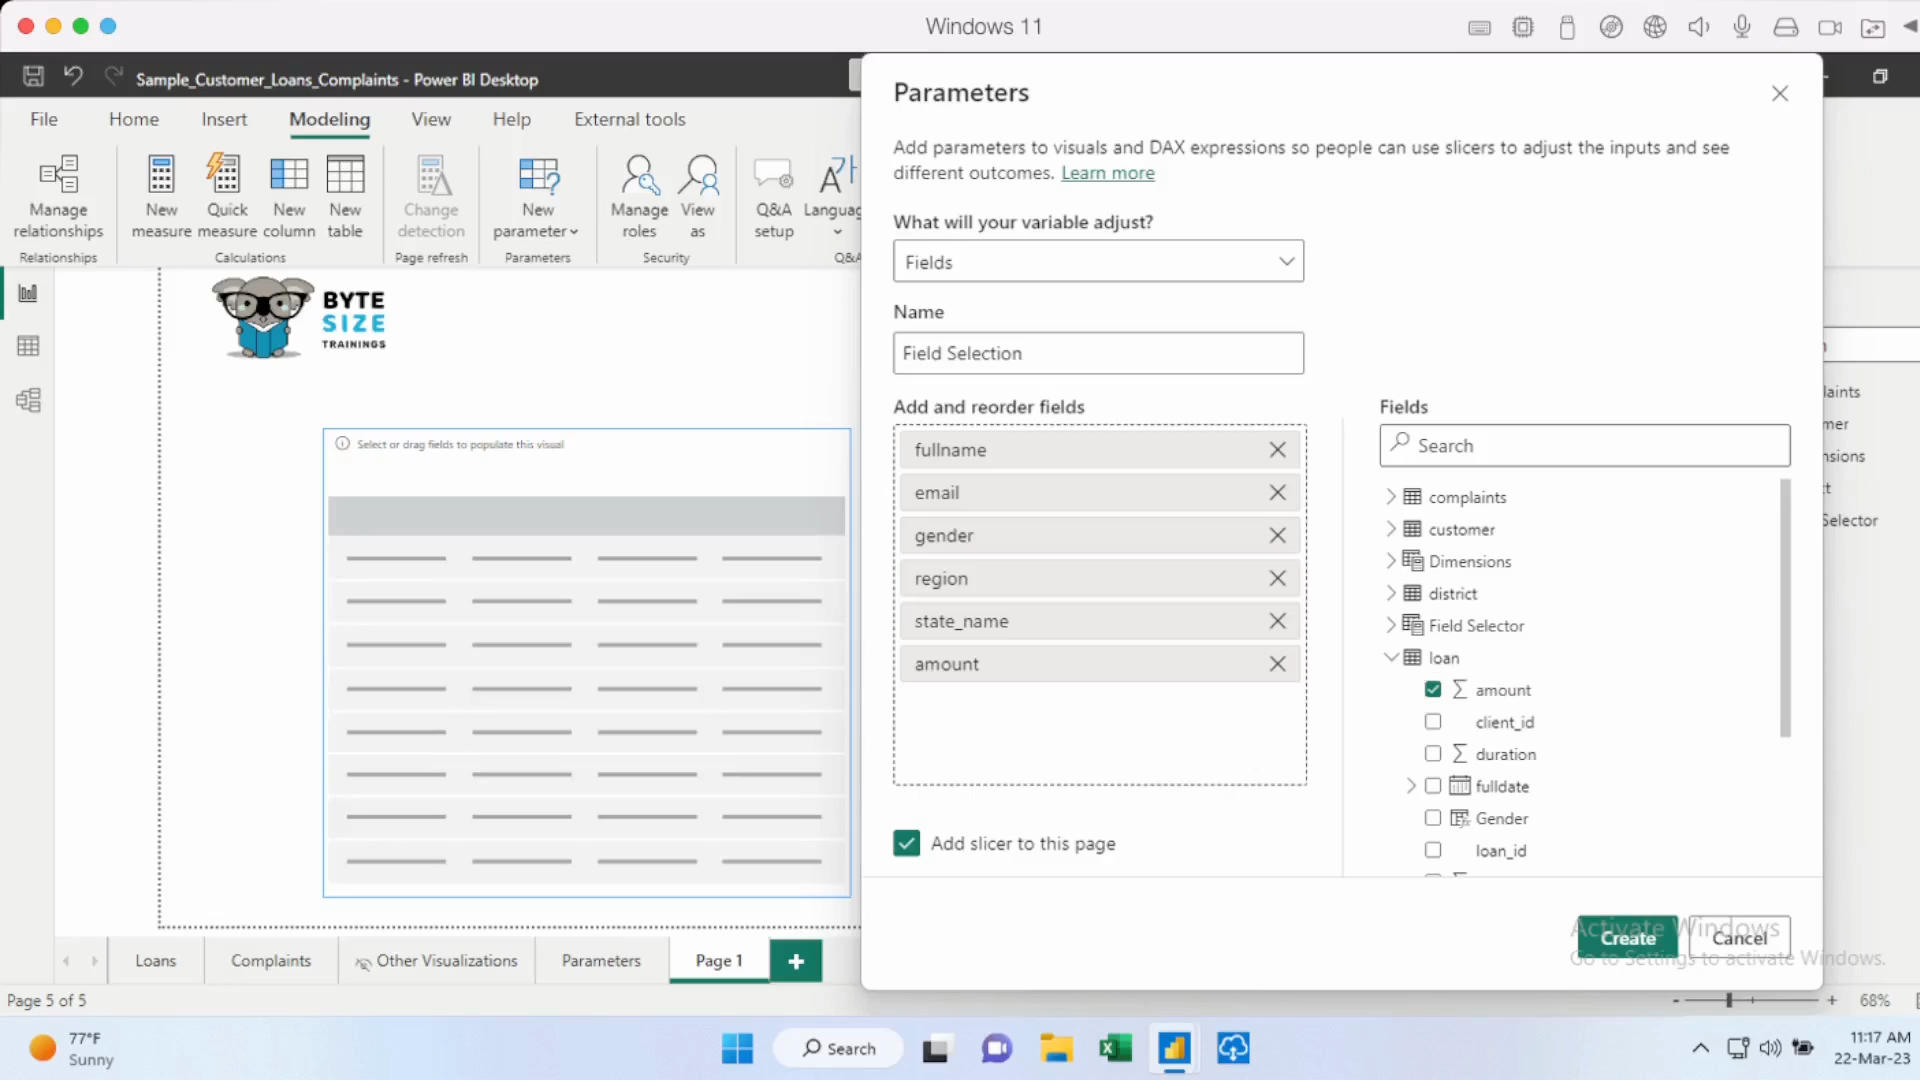 Windows 11
Sample_Customer_Loans_Complaints - Power BI Desktop
File Home Insert Modeling View Help External tools
Manage relationships
New measure
Quick measure
New column
New table
Change detection
New parameter
Manage roles
View as
Q&A setup
Relationships
Calculations
Page refresh
Parameters
Security
BYTE
SIZE
TRAININGS
Select or drag fields to populate this visual
Parameters
Add parameters to visuals and DAX expressions so people can use slicers to adjust the inputs and see
different outcomes. Learn more
What will your variable adjust?
Fields
Name
Field Selection
Add and reorder fields
fullname
email
gender
region
state_name
amount
Add slicer to this page
Fields
Search
complaints
customer
Dimensions
district
Field Selector
loan
amount
client_id
duration
fulldate
Gender
loan_id
Create
Cancel
Activate Windows
Go to Settings to activate Windows.
Selector
Loans
Complaints
Other Visualizations
Parameters
Page 1
Page 5 of 5
- + 68%
77°F
Sunny
Search
11:17 AM
22-Mar-23